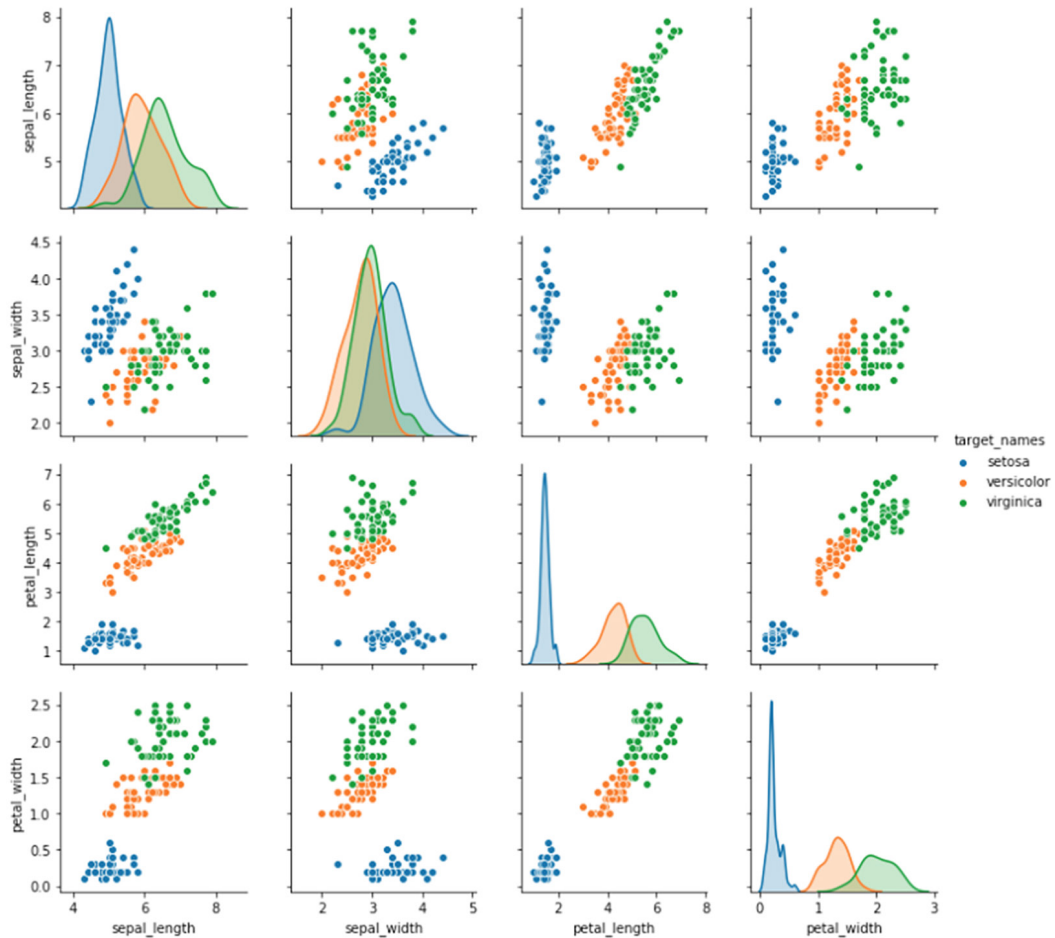 8
7
6
5
sepal_length
4.5
4.0
3.5
3.0
2.5
2.0
sepal_width
target_names
setosa
versicolor
virginica
7
6
5
4
3
2
1
petal_length
2.5
2.0
1.5
1.0
0.5
0.0
petal_width
4 6 8
sepal_length
2 3 4 5
sepal_width
2 4 6 8
petal_length
0 1 2 3
petal_width